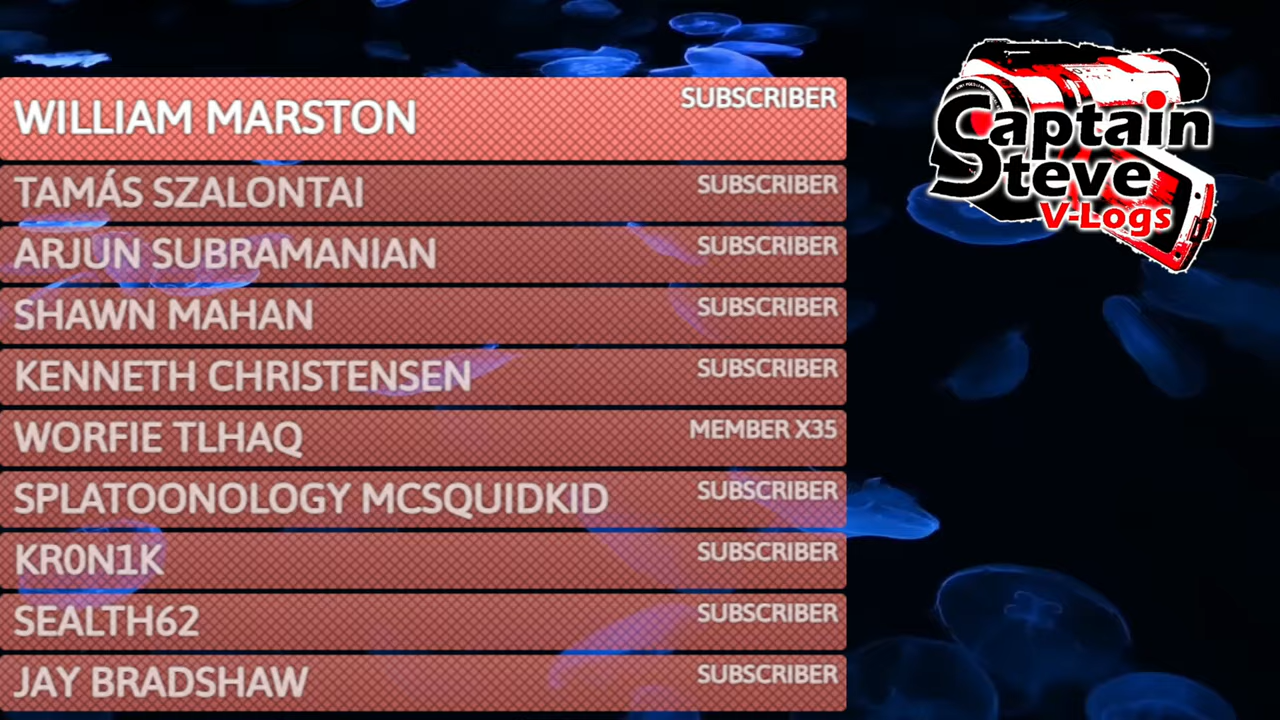 WILLIAM MARSTON SUBSCRIBER
TAMÁS SZALONTAI SUBSCRIBER
ARJUN SUBRAMANIAN SUBSCRIBER
SHAWN MAHAN SUBSCRIBER
KENNETH CHRISTENSEN SUBSCRIBER
WORFIE TLHAQ MEMBER X35
SPLATOONOLOGY MCSQUIDKID SUBSCRIBER
KR0N1K SUBSCRIBER
SEALTH62 SUBSCRIBER
JAY BRADSHAW SUBSCRIBER
Captain
Steve
V-Logs